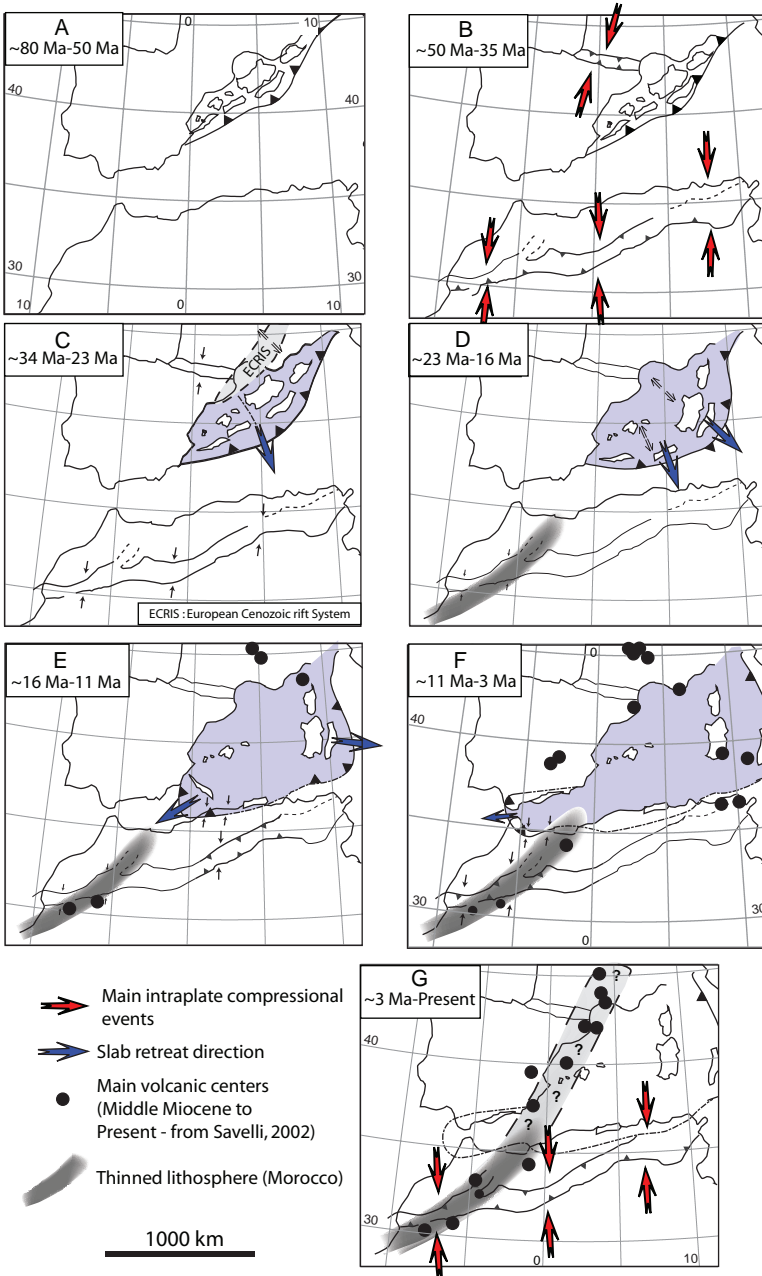 0
10
A
~80 Ma-50 Ma
40
40
30
10
0
10
B
~50 Ma-35 Ma
40
30
C
~34 Ma-23 Ma
ECRIS
ECRIS : European Cenozoic rift System
D
~23 Ma-16 Ma
E
~16 Ma-11 Ma
F
~11 Ma-3 Ma
0
40
30
30
0
G
~3 Ma-Present
?
?
?
?
40
30
0
10
Main intraplate compressional
events
Slab retreat direction
Main volcanic centers
(Middle Miocene to
Present - from Savelli, 2002)
Thinned lithosphere (Morocco)
1000 km